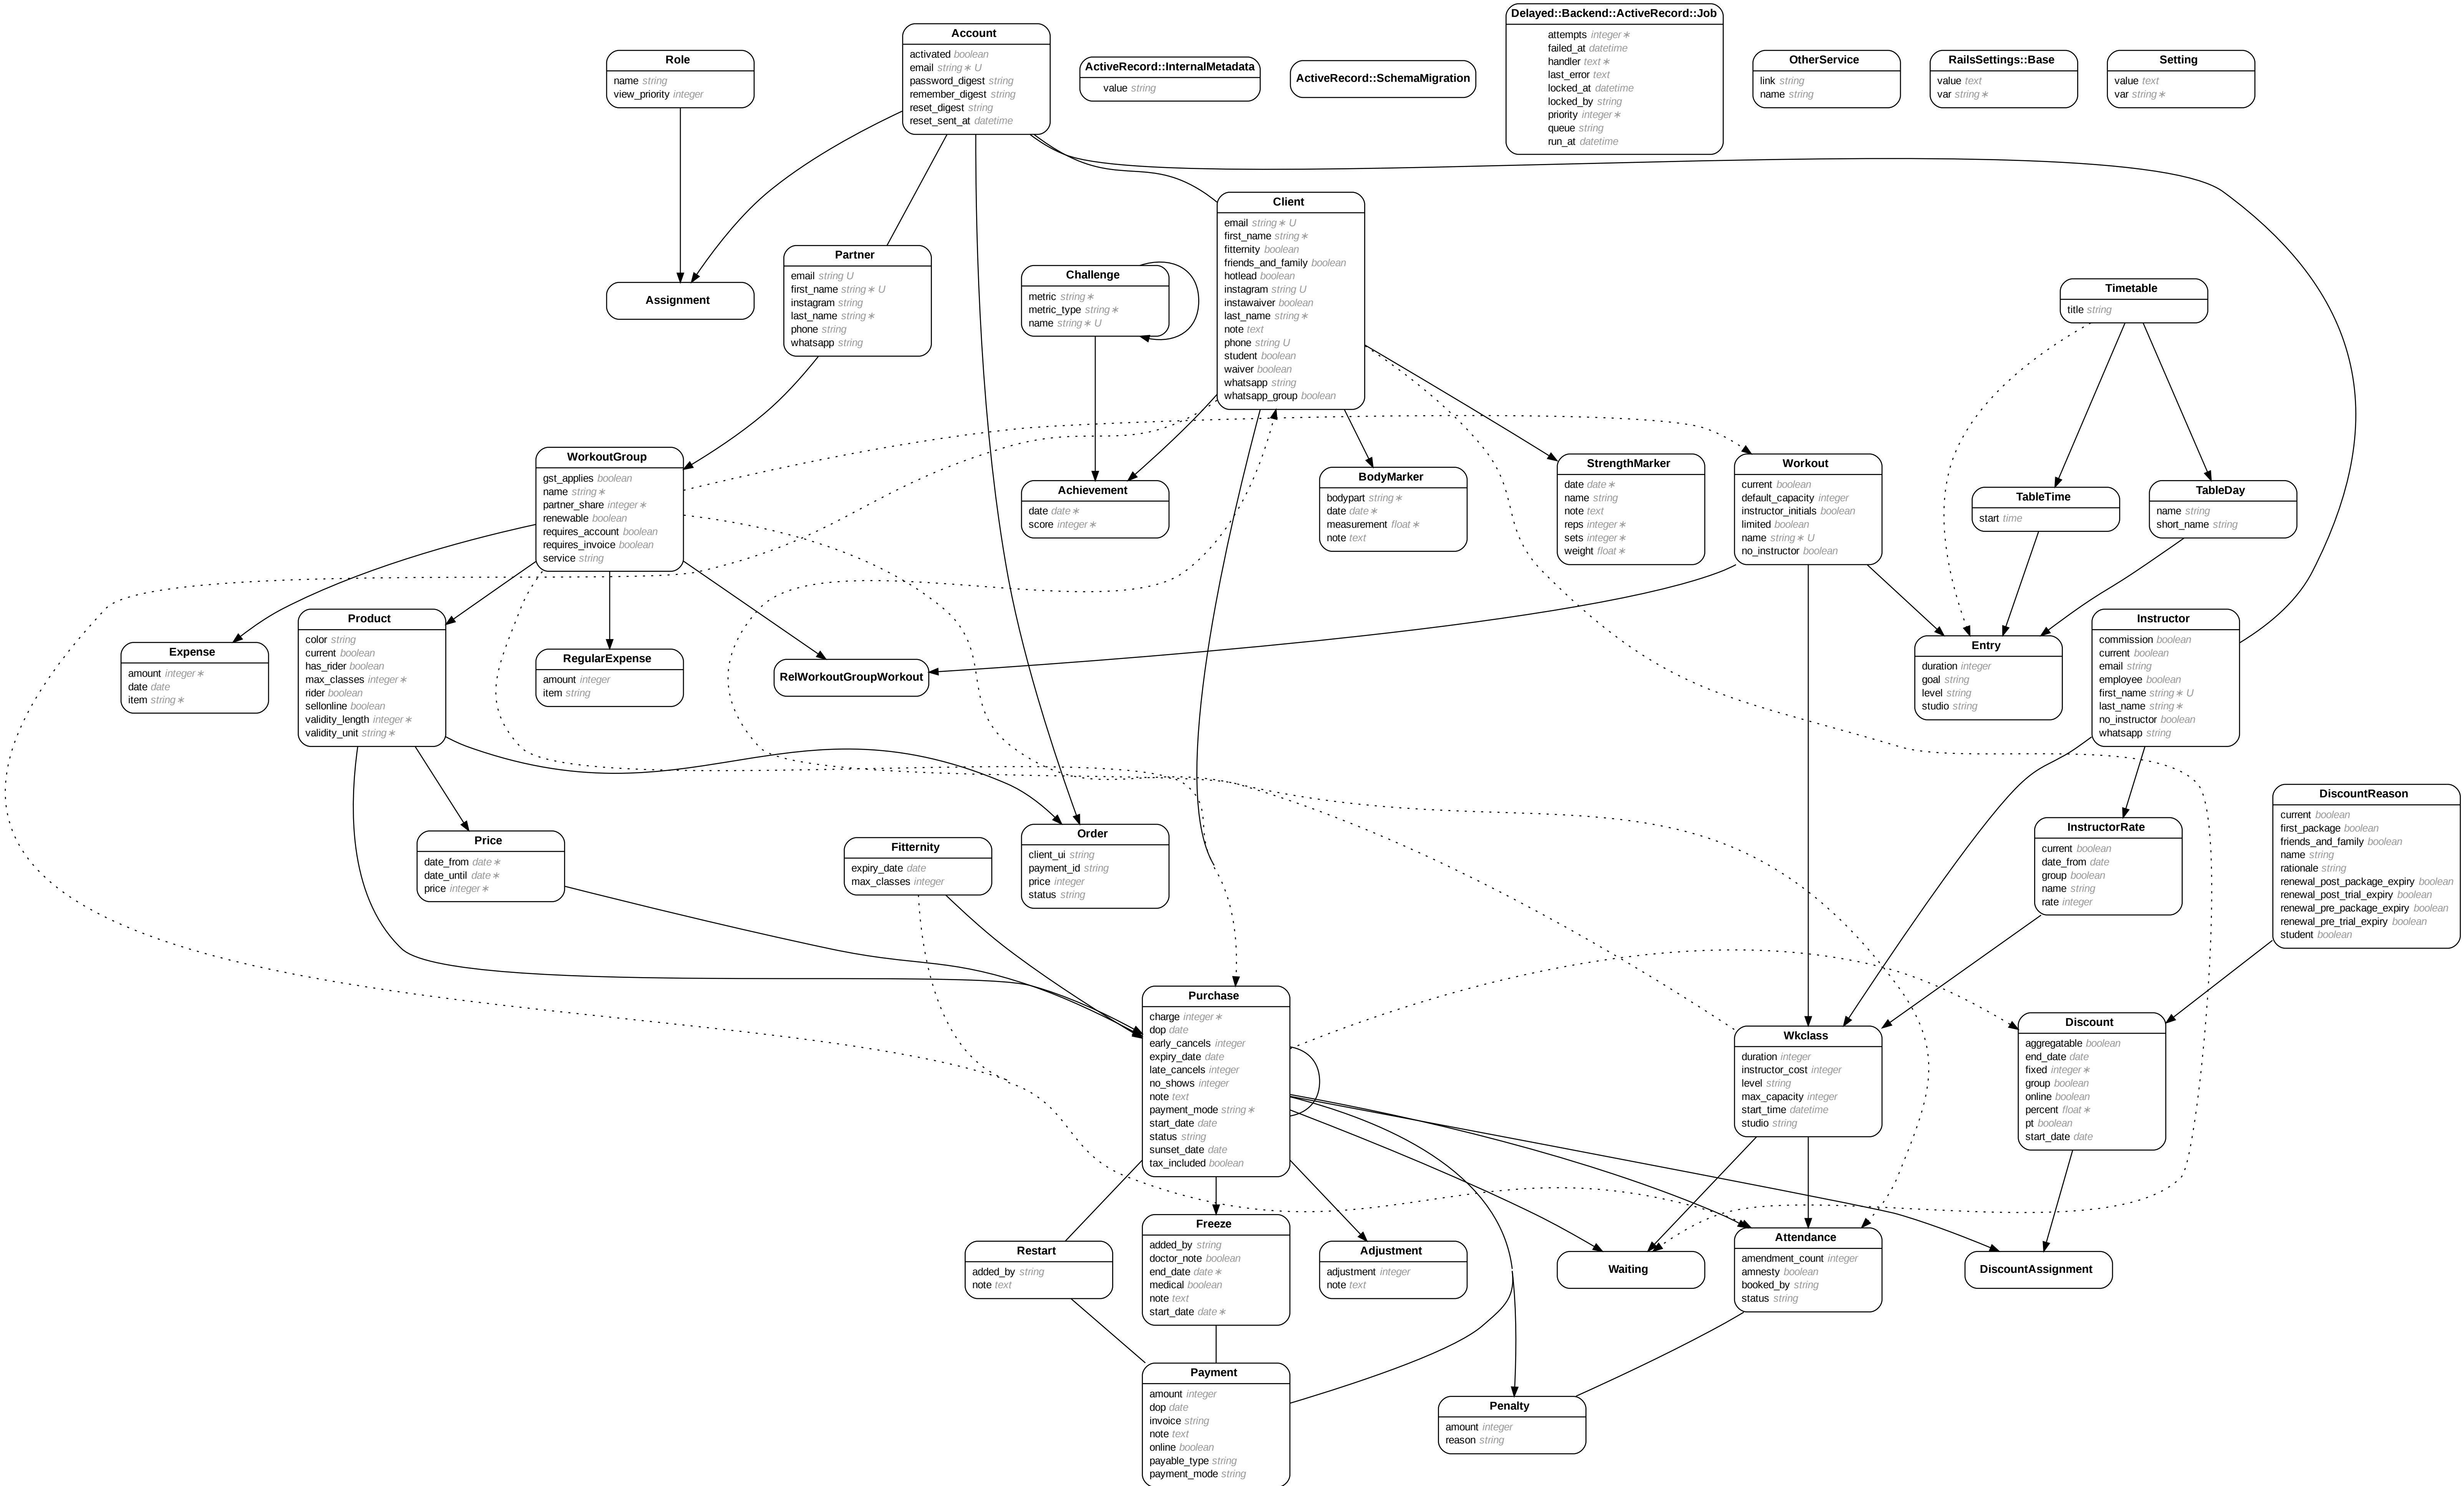 Delayed::Backend::ActiveRecord::Job
attempts integer ∗
failed_at datetime
handler text ∗
last_error text
locked_at datetime
locked_by string
priority integer ∗
queue string
run_at datetime
Account
activated boolean
email string ∗ U
password_digest string
remember_digest string
reset_digest string
reset_sent_at datetime
Role
name string
view_priority integer
ActiveRecord::InternalMetadata
value string
ActiveRecord::SchemaMigration
OtherService
link string
name string
RailsSettings::Base
value text
var string ∗
Setting
value text
var string ∗
Client
email string ∗ U
first_name string ∗
fitternity boolean
friends_and_family boolean
hotlead boolean
instagram string U
instawaiver boolean
last_name string ∗
note text
phone string U
student boolean
waiver boolean
whatsapp string
whatsapp_group boolean
Partner
email string U
first_name string ∗ U
instagram string
last_name string ∗
phone string
whatsapp string
Challenge
metric string ∗
metric_type string ∗
name string ∗ U
Assignment
Timetable
title string
WorkoutGroup
gst_applies boolean
name string ∗
partner_share integer ∗
renewable boolean
requires_account boolean
requires_invoice boolean
service string
Achievement
date date ∗
score integer ∗
BodyMarker
bodypart string ∗
date date ∗
measurement float ∗
note text
StrengthMarker
date date ∗
name string
note text
reps integer ∗
sets integer ∗
weight float ∗
Workout
current boolean
default_capacity integer
instructor_initials boolean
limited boolean
name string ∗ U
no_instructor boolean
TableTime
start time
TableDay
name string
short_name string
Expense
amount integer ∗
date date
item string ∗
Product
color string
current boolean
has_rider boolean
max_classes integer ∗
rider boolean
sellonline boolean
validity_length integer ∗
validity_unit string ∗
RegularExpense
amount integer
item string
RelWorkoutGroupWorkout
Entry
duration integer
goal string
level string
studio string
Instructor
commission boolean
current boolean
email string
employee boolean
first_name string ∗ U
last_name string ∗
no_instructor boolean
whatsapp string
Price
date_from date ∗
date_until date ∗
price integer ∗
Fitternity
expiry_date date
max_classes integer
Order
client_ui string
payment_id string
price integer
status string
InstructorRate
current boolean
date_from date
group boolean
name string
rate integer
DiscountReason
current boolean
first_package boolean
friends_and_family boolean
name string
rationale string
renewal_post_package_expiry boolean
renewal_post_trial_expiry boolean
renewal_pre_package_expiry boolean
renewal_pre_trial_expiry boolean
student boolean
Purchase
charge integer ∗
dop date
early_cancels integer
expiry_date date
late_cancels integer
no_shows integer
note text
payment_mode string ∗
start_date date
status string
sunset_date date
tax_included boolean
Wkclass
duration integer
instructor_cost integer
level string
max_capacity integer
start_time datetime
studio string
Discount
aggregatable boolean
end_date date
fixed integer ∗
group boolean
online boolean
percent float ∗
pt boolean
start_date date
Restart
added_by string
note text
Freeze
added_by string
doctor_note boolean
end_date date ∗
medical boolean
note text
start_date date ∗
Adjustment
adjustment integer
note text
Waiting
Attendance
amendment_count integer
amnesty boolean
booked_by string
status string
DiscountAssignment
Payment
amount integer
dop date
invoice string
note text
online boolean
payable_type string
payment_mode string
Penalty
amount integer
reason string